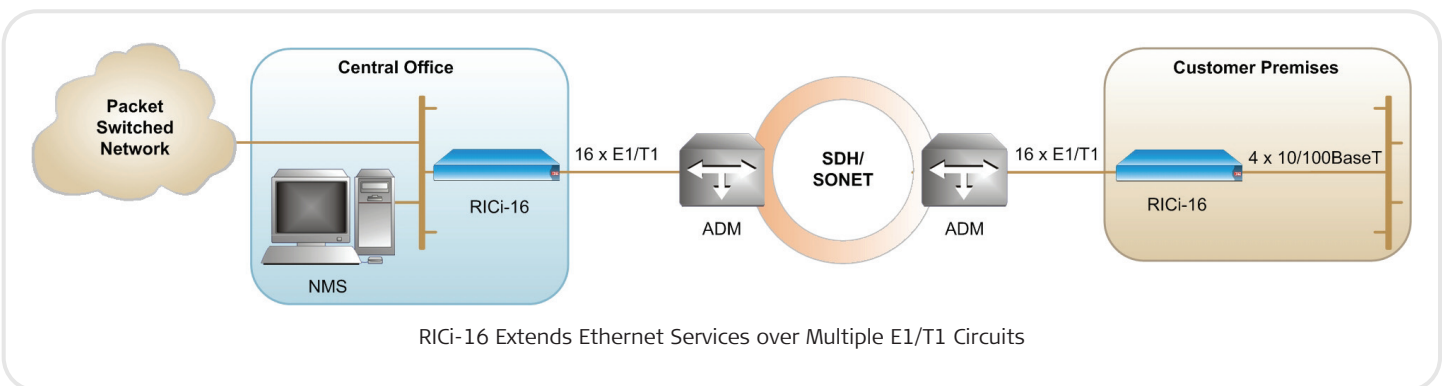 Central Office
Customer Premises
Packet
Switched
Network
16 x E1/T1
SDH/
SONET
16 x E1/T1
4 x 10/100BaseT
RICi-16
RICi-16
ADM
ADM
NMS
RICi-16 Extends Ethernet Services over Multiple E1/T1 Circuits